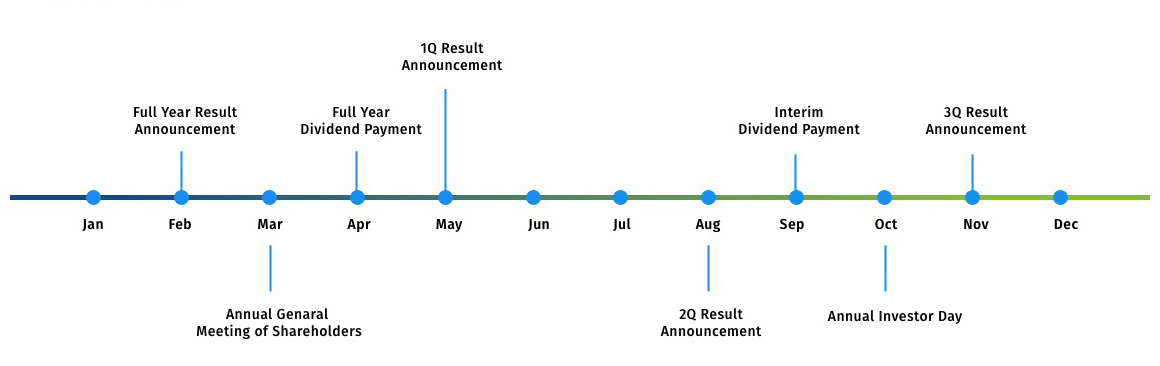 1Q Result
Announcement
Full Year Result
Announcement
Full Year
Dividend Payment
Interim
Dividend Payment
3Q Result
Announcement
Jan Feb Mar Apr May Jun Jul Aug Sep Oct Nov Dec
Annual Genaral
Meeting of Shareholders
2Q Result
Announcement
Annual Investor Day